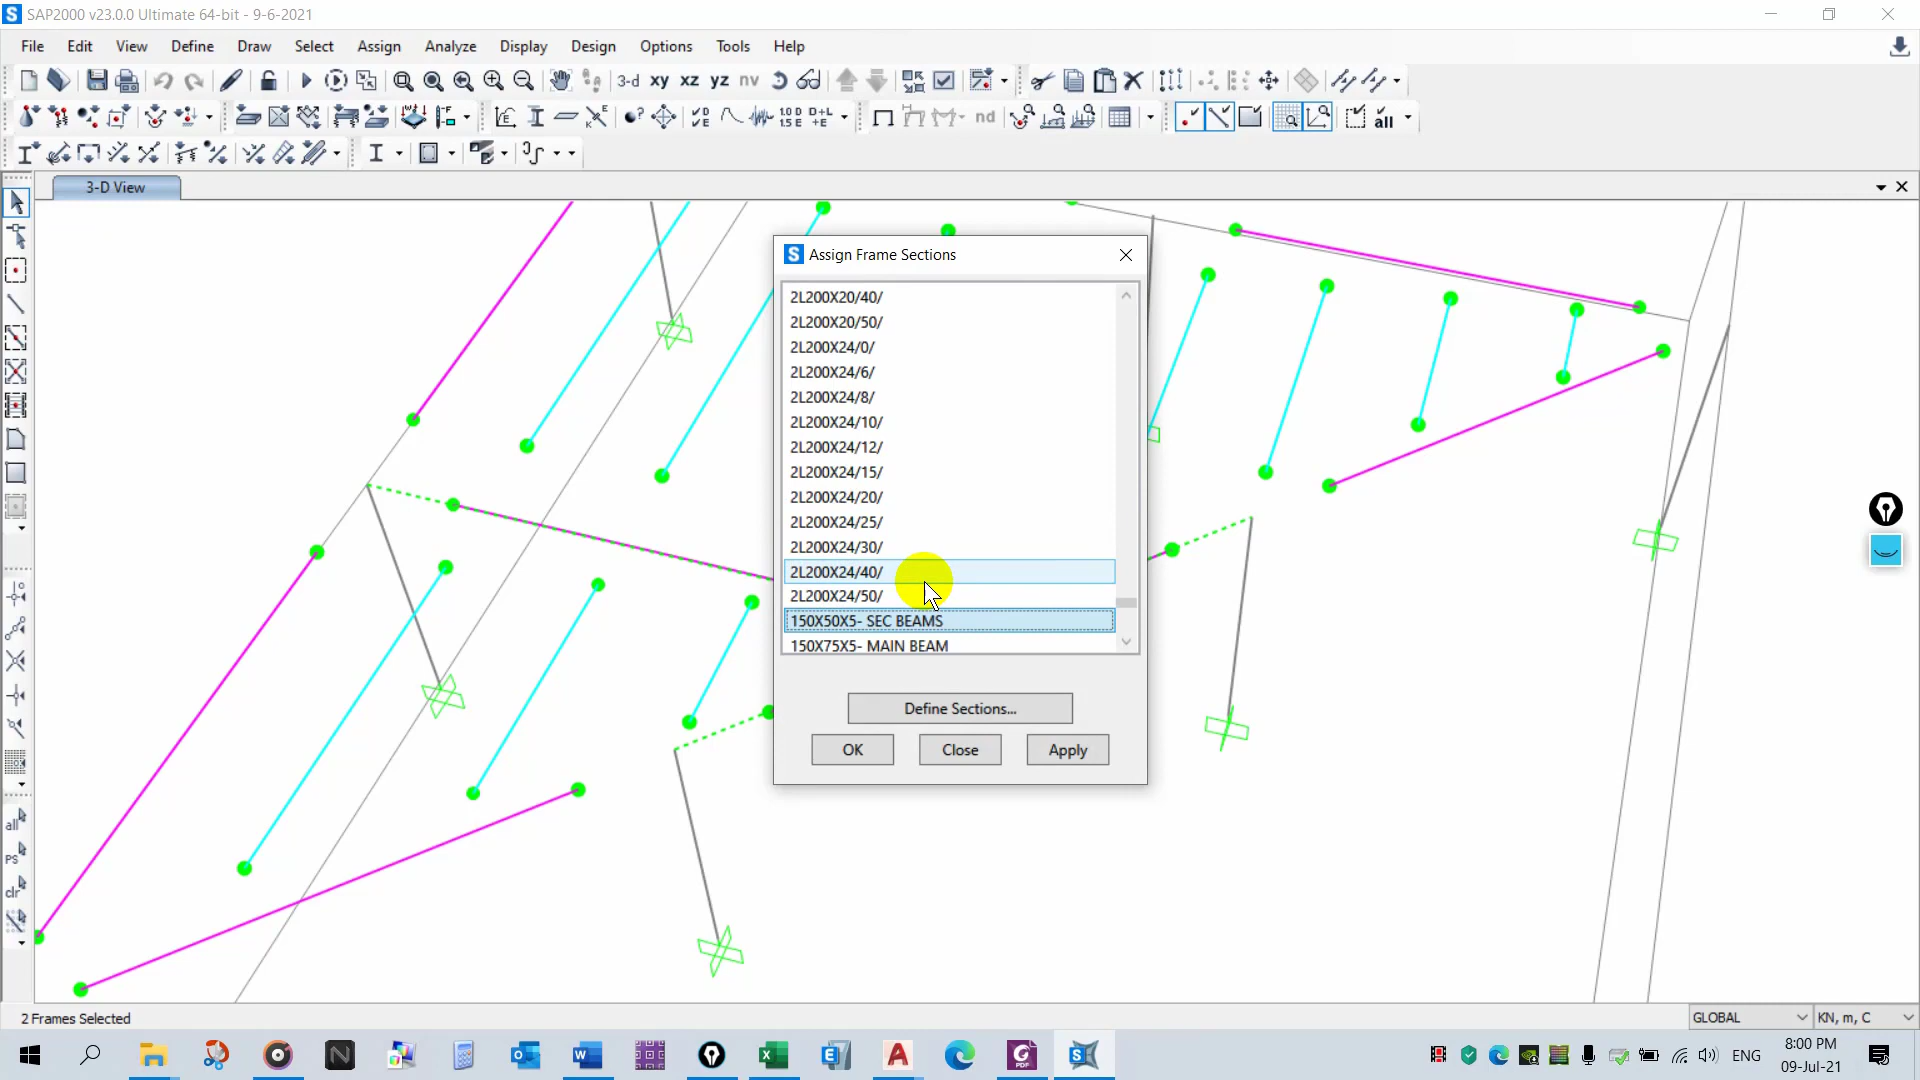 SAP2000 v23.0.0 Ultimate 64-bit - 9-6-2021
File Edit View Define Draw Select Assign Analyze Display Design Options Tools Help
3-d xy xz yz nv
nd
all
3-D View
Assign Frame Sections
2L200X20/40/
2L200X20/50/
2L200X24/0/
2L200X24/6/
2L200X24/8/
2L200X24/10/
2L200X24/12/
2L200X24/15/
2L200X24/20/
2L200X24/25/
2L200X24/30/
2L200X24/40/
2L200X24/50/
150X50X5- SEC BEAMS
150X75X5- MAIN BEAM
Define Sections...
OK Close Apply
all
ps
clr
2 Frames Selected
GLOBAL
KN, m, C
ENG
8:00 PM
09-Jul-21